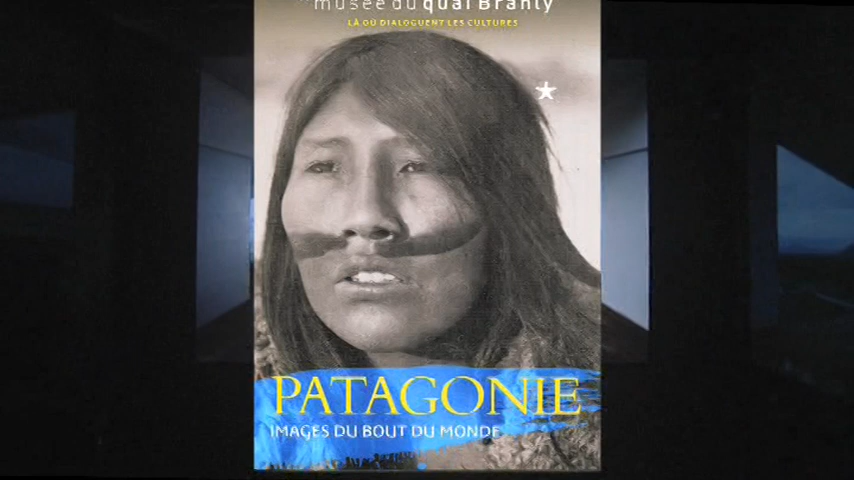 musée du quai Branly
LÀ OÙ DIALOGUENT LES CULTURES
PATAGONIE
IMAGES DU BOUT DU MONDE